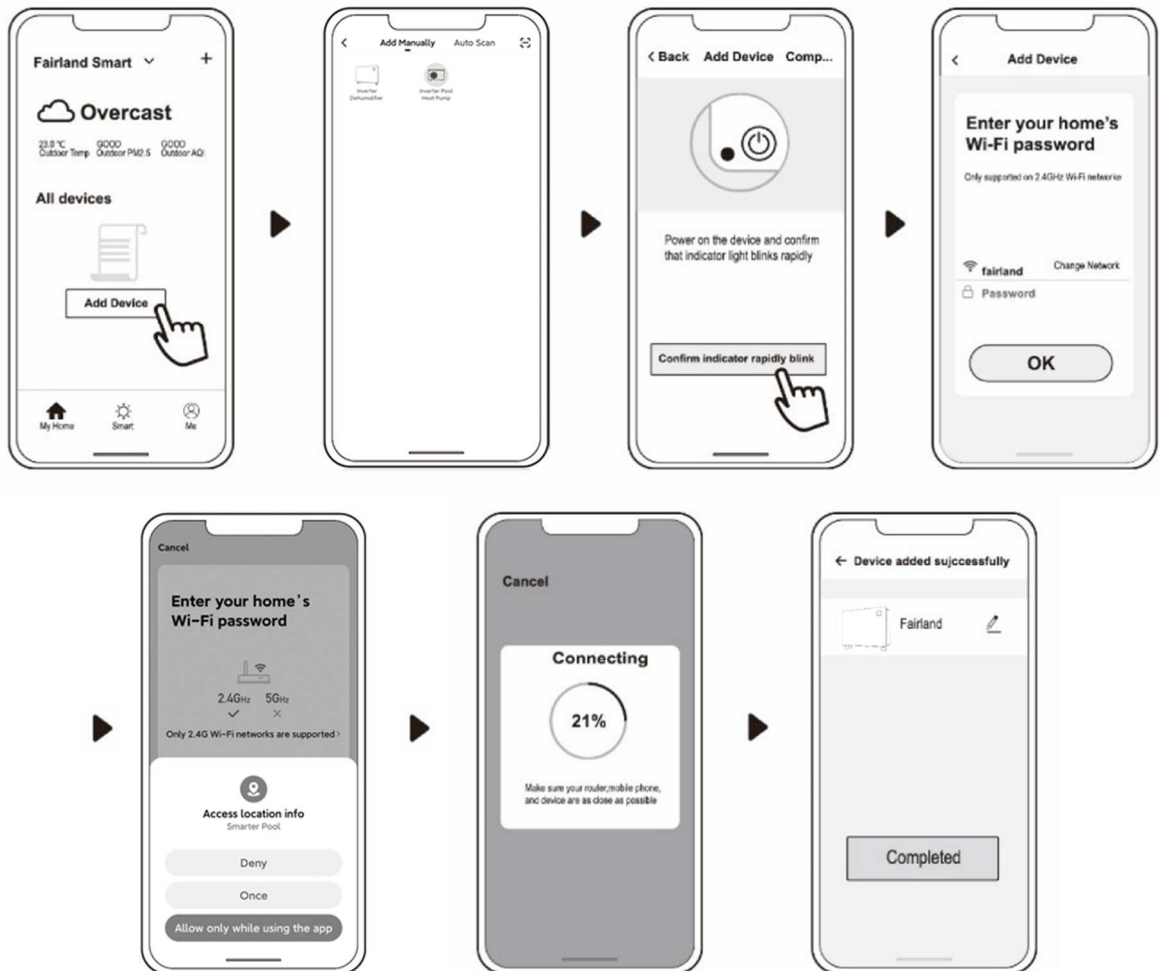 Fairland Smart
+
Overcast
23.0 °C GOOD GOOD
Outdoor Temp Outdoor PM2.5 Outdoor AQI
All devices
Add Device
My Home Smart Me
Add Manually Auto Scan
Inverter Dehumidifier
Inverter Pool Heat Pump
< Back Add Device Comp...
Power on the device and confirm
that indicator light blinks rapidly
Confirm indicator rapidly blink
< Add Device
Enter your home's
Wi-Fi password
Only supported on 2.4GHz Wi-Fi networke
fairland Change Network
Password
OK
Cancel
Enter your home's
Wi-Fi password
2.4GHz 5GHz
Only 2.4G Wi-Fi networks are supported >
Access location info
Smarter Pool
Deny
Once
Allow only while using the app
Cancel
Connecting
21%
Make sure your router,mobile phone,
and device are as close as possible
← Device added sujccessfully
Fairland
Completed